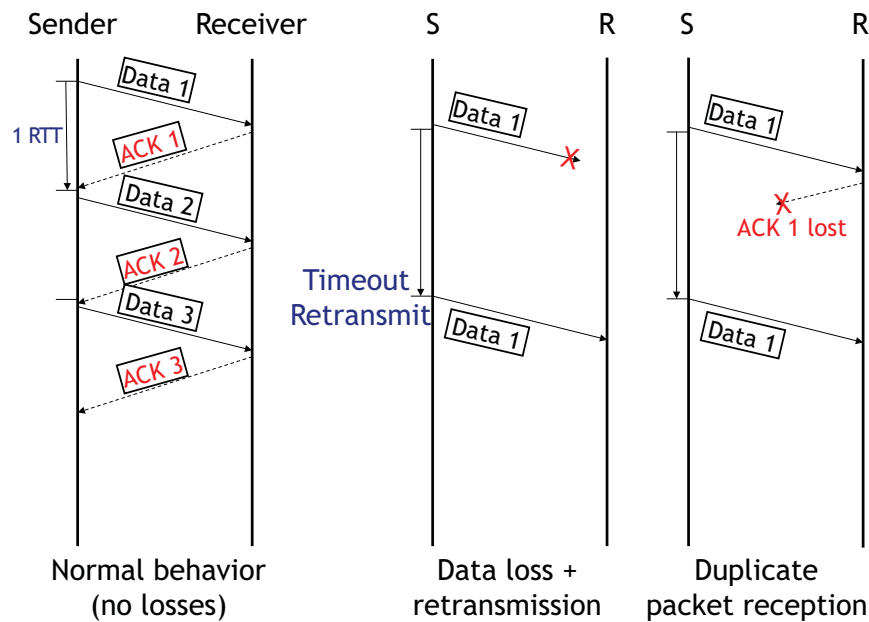 Sender
Receiver
Data 1
1 RTT
ACK 1
Data 2
ACK 2
Data 3
ACK 3
Normal behavior
(no losses)
S
R
Data 1
X
Timeout
Retransmit
Data 1
Data loss +
retransmission
S
R
Data 1
X
ACK 1 lost
Data 1
Duplicate
packet reception